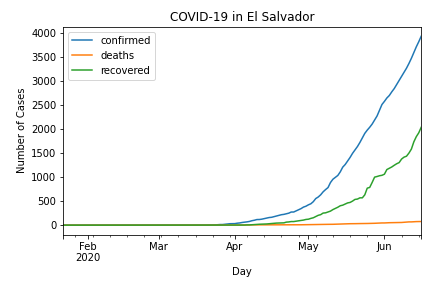 COVID-19 in El Salvador
confirmed
deaths
recovered
Number of Cases
4000
3500
3000
2500
2000
1500
1000
500
0
Feb Mar Apr May Jun
2020
Day